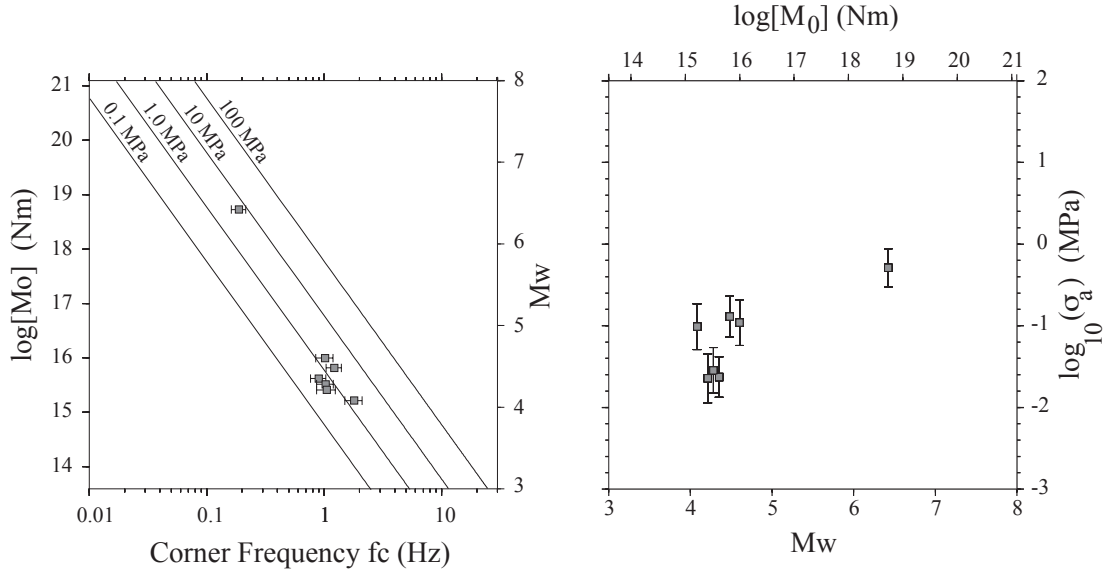 log[M0] (Nm)
14 15 16 17 18 19 20 21
21
20
19
18
17
16
15
14
log[Mo] (Nm)
0.1 MPa
1.0 MPa
10 MPa
100 MPa
8
7
6
5
4
3
Mw
0.01 0.1 1 10
Corner Frequency fc (Hz)
2
1
0
-1
-2
-3
log10(σa) (MPa)
3 4 5 6 7 8
Mw